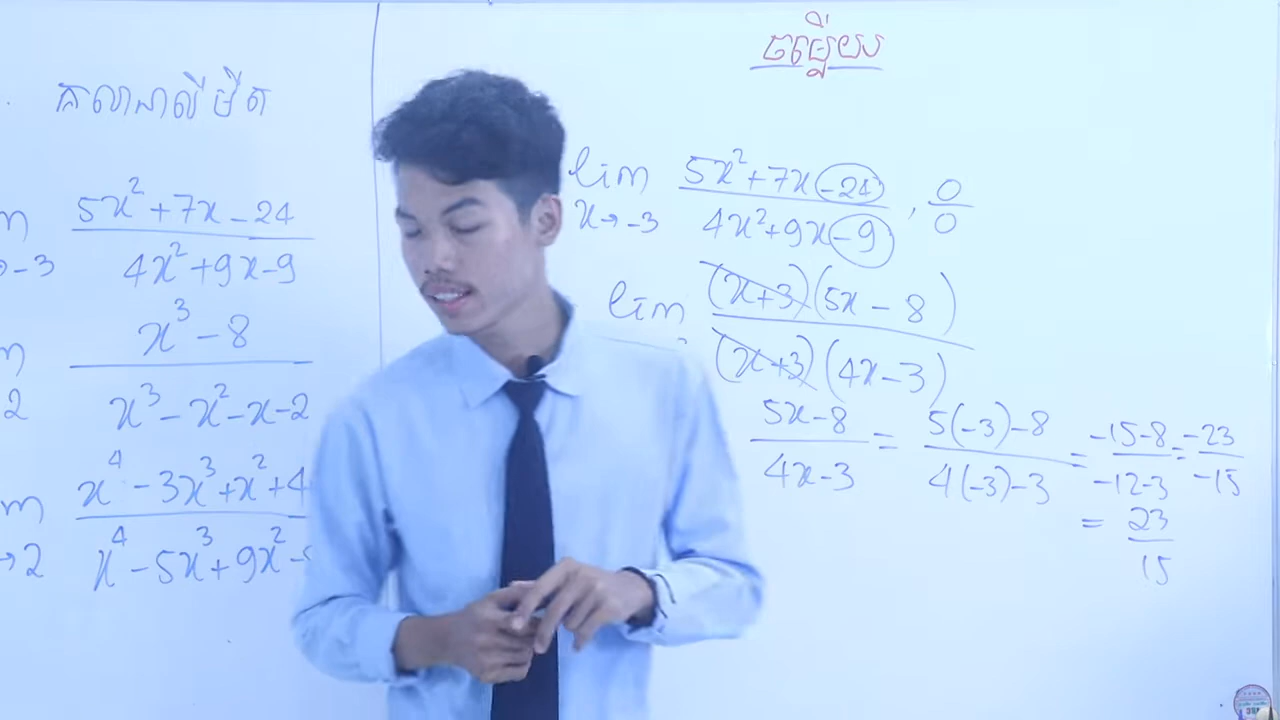 គណនាលីមីត
5x² + 7x - 24
→ -3
4x² + 9x - 9
x³ - 8
2
x³ - x² - x - 2
x⁴ - 3x³ + x² + 4
→ 2
x⁴ - 5x³ + 9x² -
ចម្លើយ
lim 5x² + 7x - 24 , 0
x → -3 4x² + 9x - 9 0
lim (x+3)(5x - 8)
(x+3)(4x - 3)
5x - 8 = 5(-3) - 8 = -15 - 8 = -23
4x - 3 4(-3) - 3 -12 - 3 -15
= 23
15